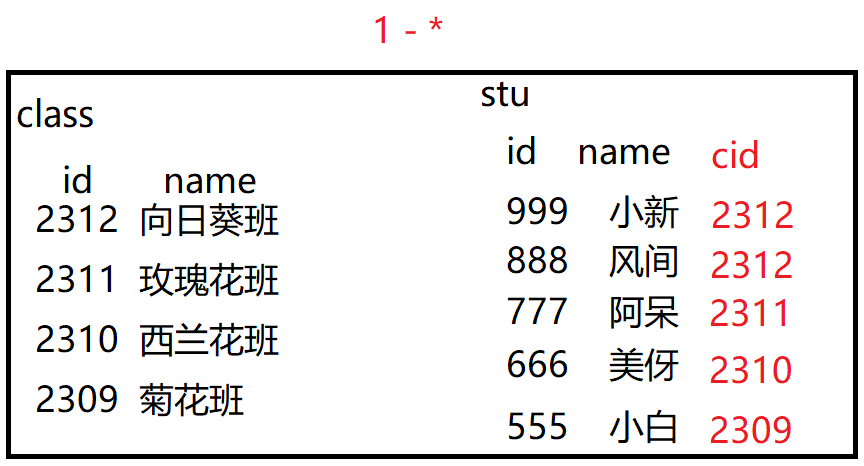 1 - *
class
id name
2312 向日葵班
2311 玫瑰花班
2310 西兰花班
2309 菊花班
stu
id name cid
999 小新 2312
888 风间 2312
777 阿呆 2311
666 美伢 2310
555 小白 2309